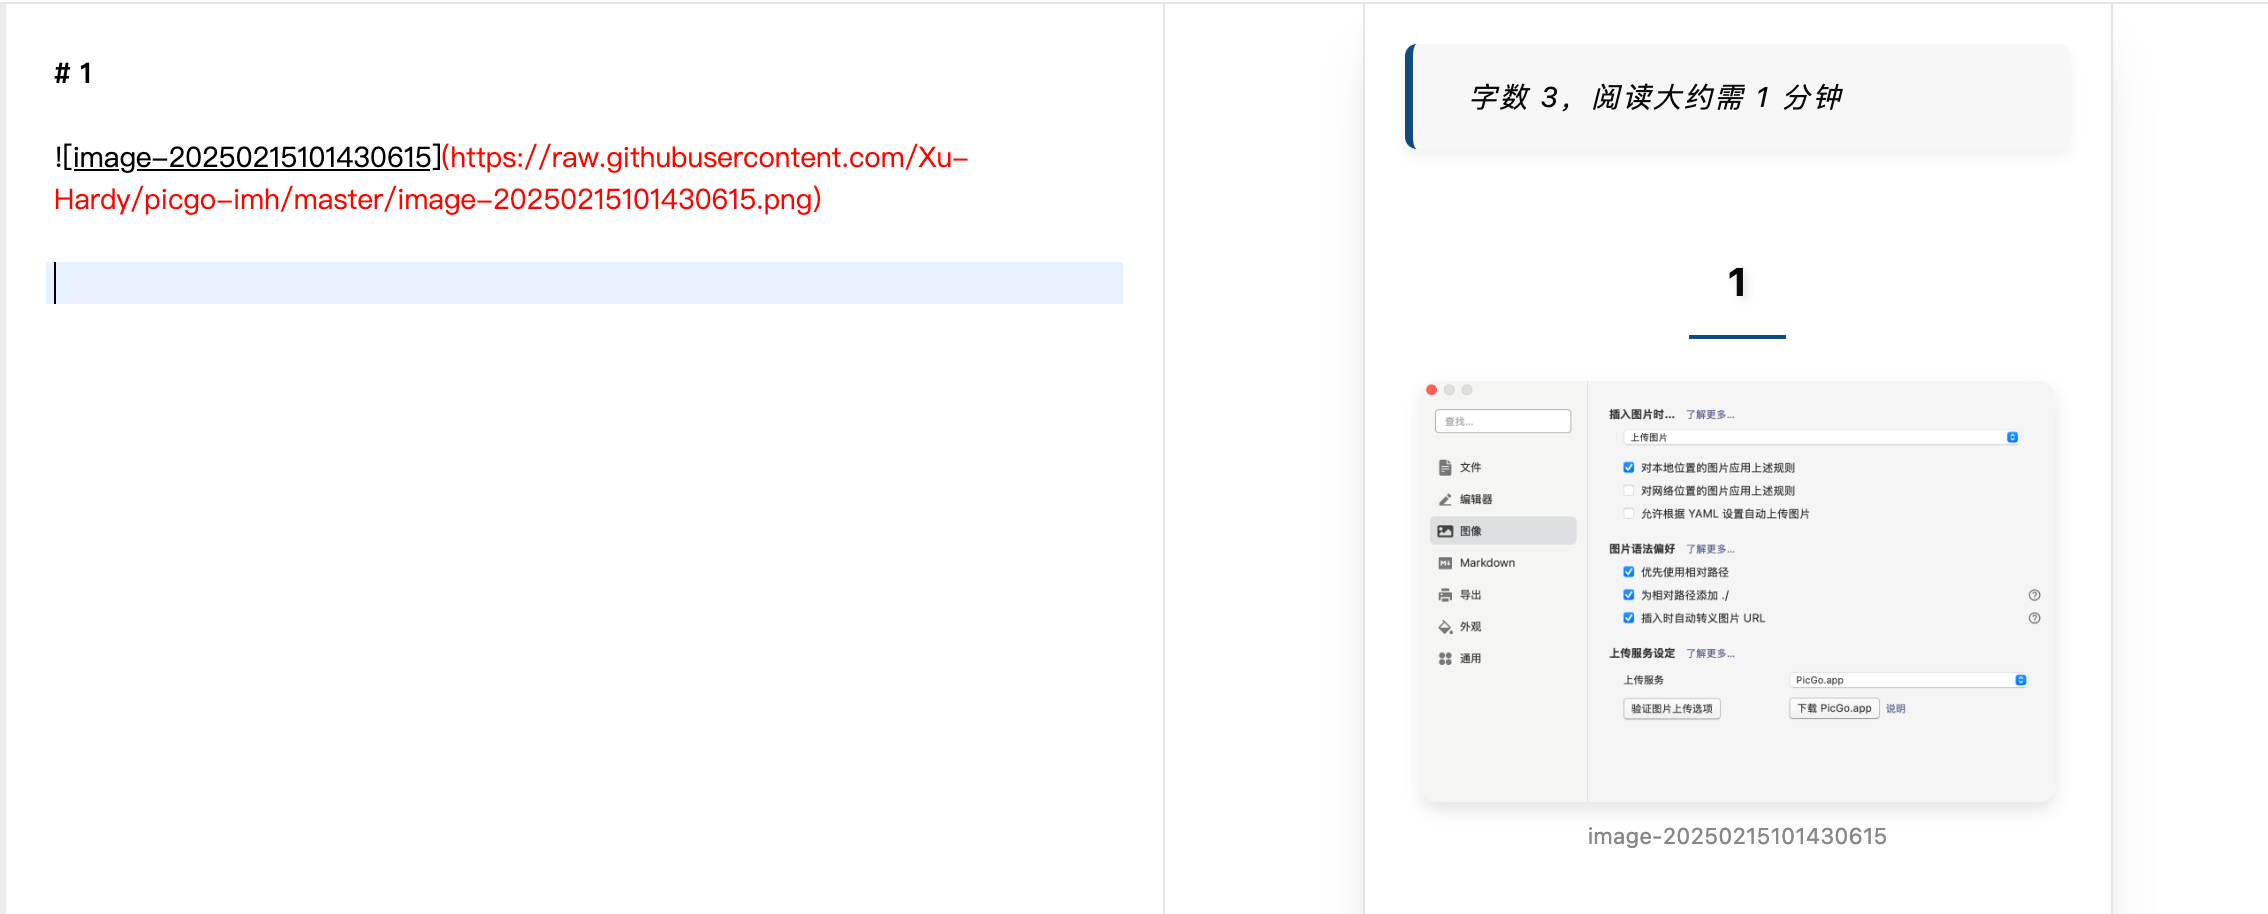 # 1
![image-20250215101430615](https://raw.githubusercontent.com/Xu-
Hardy/picgo-imh/master/image-20250215101430615.png)
字数 3，阅读大约需 1 分钟
1
查找...
文件
编辑器
图像
Markdown
导出
外观
通用
插入图片时... 了解更多...
上传图片
对本地位置的图片应用上述规则
对网络位置的图片应用上述规则
允许根据 YAML 设置自动上传图片
图片语法偏好 了解更多...
优先使用相对路径
为相对路径添加 ./
插入时自动转义图片 URL
上传服务设定 了解更多...
上传服务 PicGo.app
验证图片上传选项 下载 PicGo.app 说明
image-20250215101430615